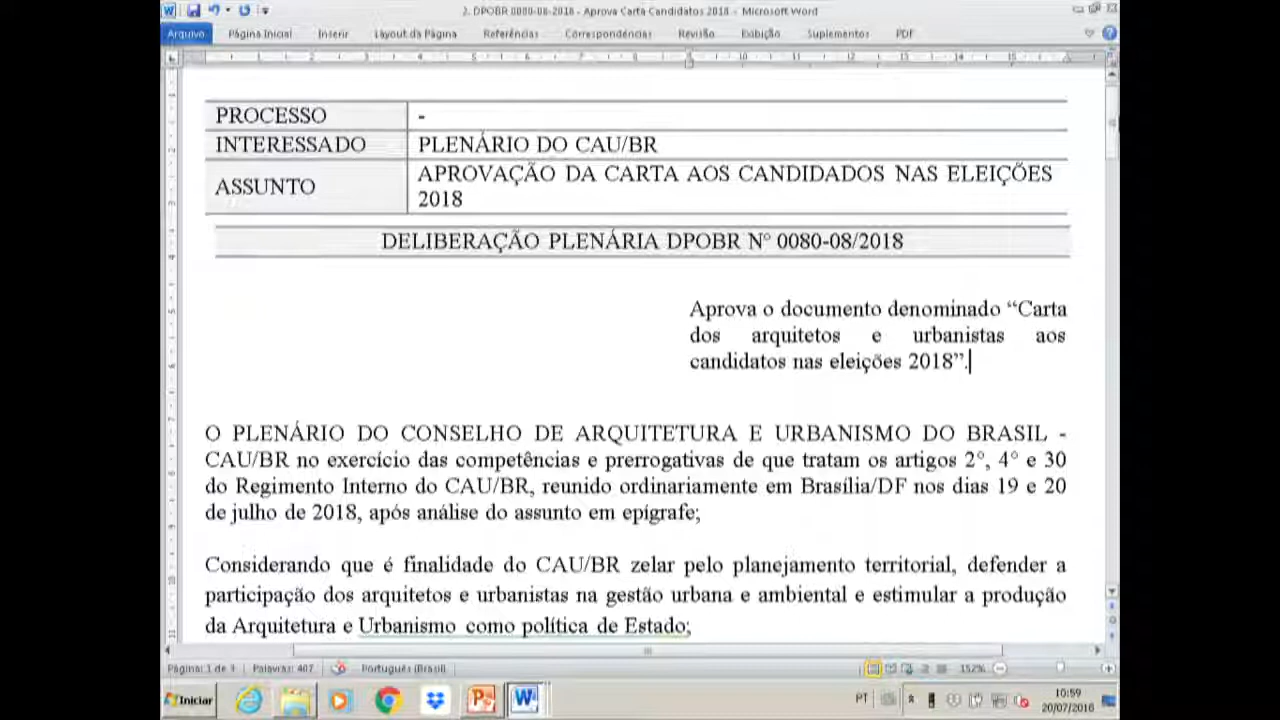 2. DPOBR 0080-08-2018 - Aprova Carta Candidatos 2018 - Microsoft Word
Arquivo Página Inicial Inserir Layout da Página Referências Correspondências Revisão Exibição Suplementos PDF
PROCESSO -
INTERESSADO PLENÁRIO DO CAU/BR
ASSUNTO APROVAÇÃO DA CARTA AOS CANDIDADOS NAS ELEIÇÕES
2018
DELIBERAÇÃO PLENÁRIA DPOBR Nº 0080-08/2018
Aprova o documento denominado “Carta
dos arquitetos e urbanistas aos
candidatos nas eleições 2018”.
O PLENÁRIO DO CONSELHO DE ARQUITETURA E URBANISMO DO BRASIL -
CAU/BR no exercício das competências e prerrogativas de que tratam os artigos 2°, 4° e 30
do Regimento Interno do CAU/BR, reunido ordinariamente em Brasília/DF nos dias 19 e 20
de julho de 2018, após análise do assunto em epígrafe;
Considerando que é finalidade do CAU/BR zelar pelo planejamento territorial, defender a
participação dos arquitetos e urbanistas na gestão urbana e ambiental e estimular a produção
da Arquitetura e Urbanismo como política de Estado;
Palavras: 407 Português (Brasil) 152%
Iniciar PT 10:59
20/07/2018